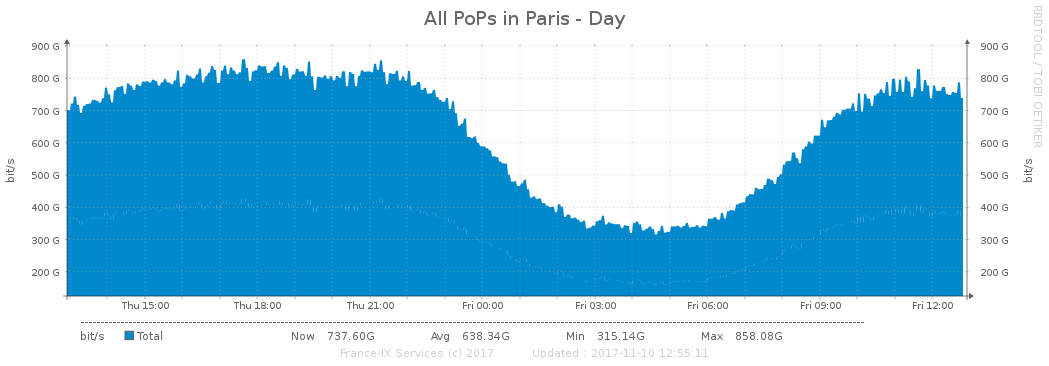 All PoPs in Paris - Day
RRDTOOL / TOBI OETIKER
900 G 900 G
800 G 800 G
700 G 700 G
600 G 600 G
500 G 500 G
400 G 400 G
300 G 300 G
200 G 200 G
bit/s bit/s
Thu 15:00 Thu 18:00 Thu 21:00 Fri 00:00 Fri 03:00 Fri 06:00 Fri 09:00 Fri 12:00
bit/s Total Now 737.60G Avg 638.34G Min 315.14G Max 858.08G
France-IX Services (c) 2017 Updated : 2017-11-10 12:55:11